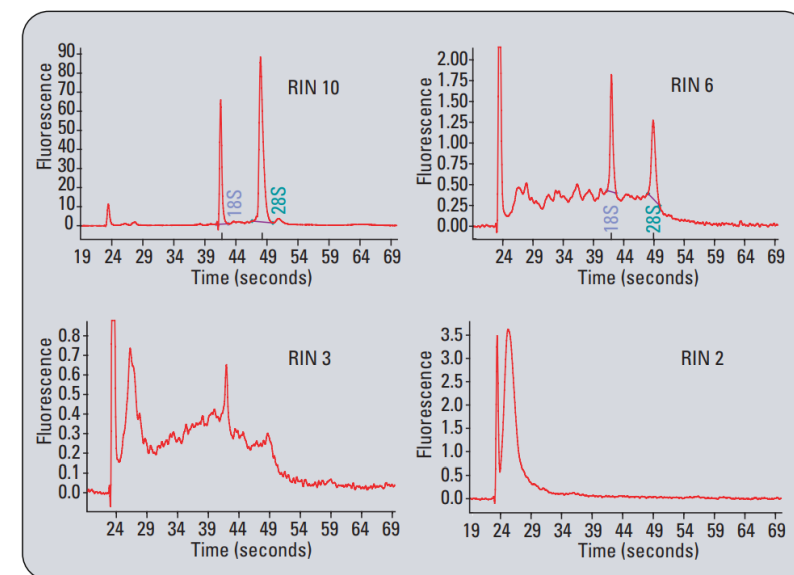 RIN 10
Fluorescence
90
80
70
60
50
40
30
20
10
0
18S
28S
19 24 29 34 44 49 54 59 64 69
Time (seconds)
RIN 6
Fluorescence
2.00
1.75
1.50
1.25
1.00
0.75
0.50
0.25
0.00
18S
28S
24 29 34 44 49 54 59 64 69
Time (seconds)
RIN 3
Fluorescence
0.8
0.7
0.6
0.5
0.4
0.3
0.2
0.1
0.0
24 29 34 44 49 54 59 64 69
Time (seconds)
RIN 2
Fluorescence
3.5
3.0
2.5
2.0
1.5
1.0
0.5
0.0
19 24 29 34 44 49 54 59 64 69
Time (seconds)